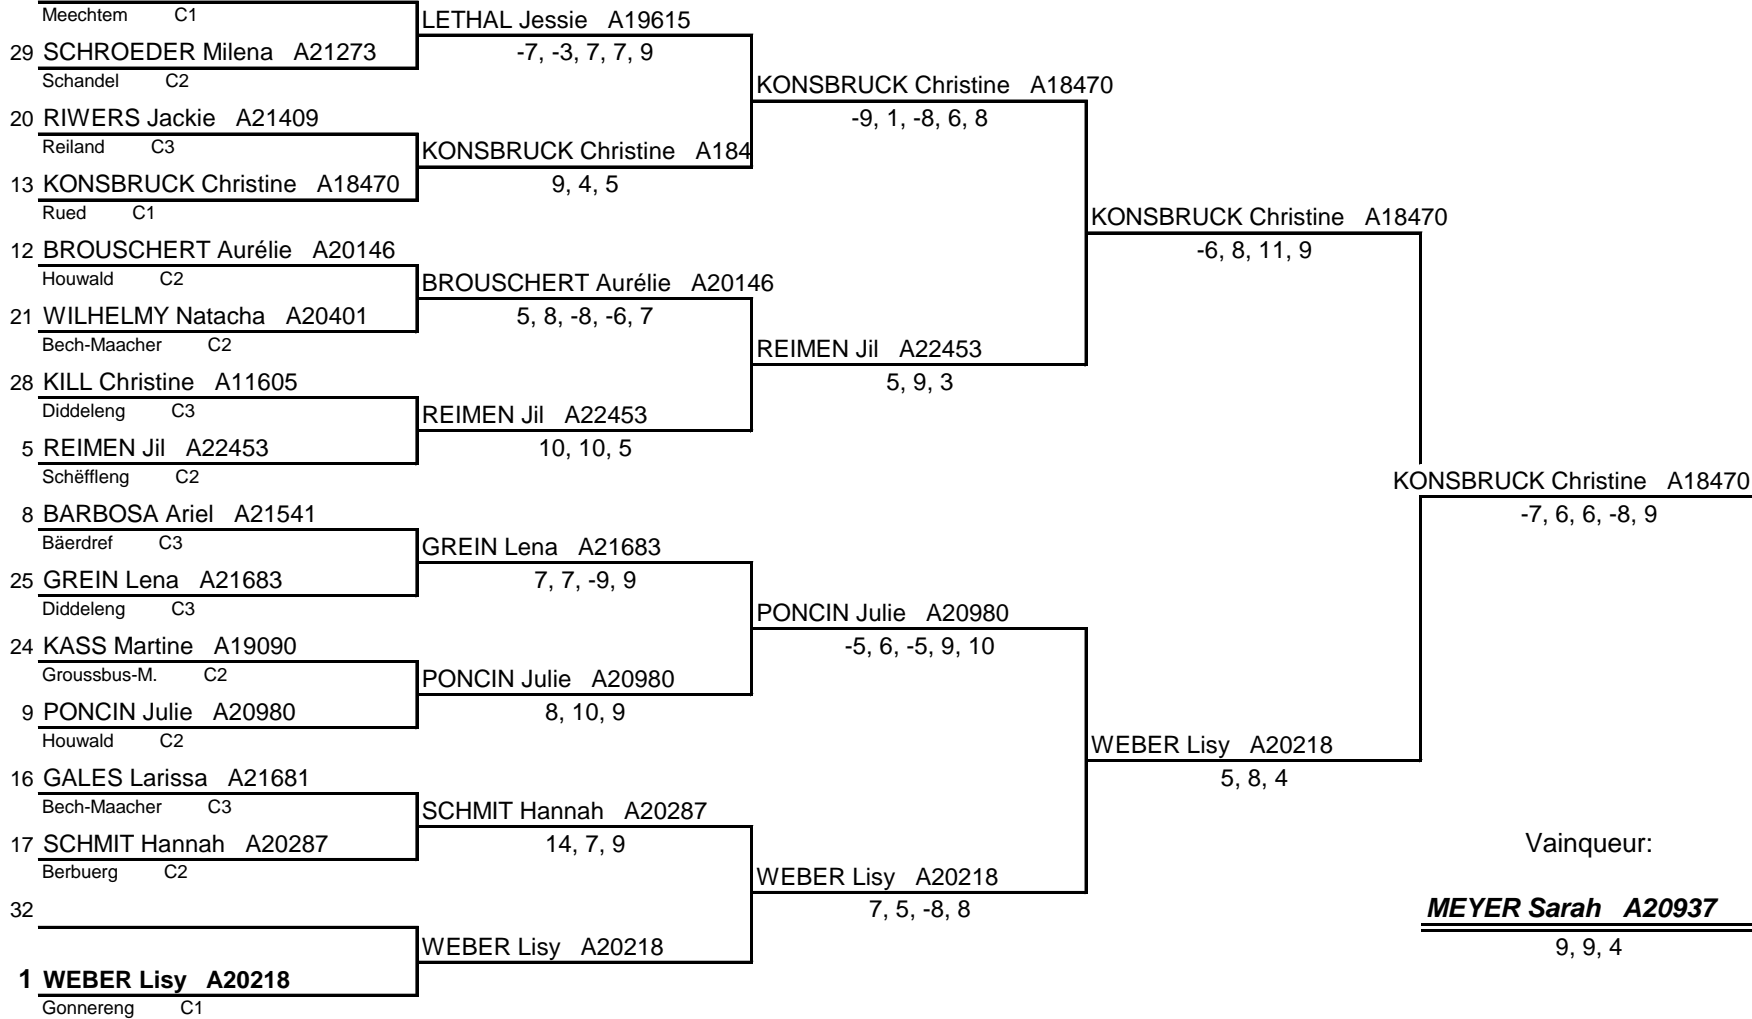 Meechtem C1
29 SCHROEDER Milena A21273
Schandel C2
20 RIWERS Jackie A21409
Reiland C3
13 KONSBRUCK Christine A18470
Rued C1
12 BROUSCHERT Aurélie A20146
Houwald C2
21 WILHELMY Natacha A20401
Bech-Maacher C2
28 KILL Christine A11605
Diddeleng C3
5 REIMEN Jil A22453
Schëffleng C2
8 BARBOSA Ariel A21541
Bäerdref C3
25 GREIN Lena A21683
Diddeleng C3
24 KASS Martine A19090
Groussbus-M. C2
9 PONCIN Julie A20980
Houwald C2
16 GALES Larissa A21681
Bech-Maacher C3
17 SCHMIT Hannah A20287
Berbuerg C2
32
1 WEBER Lisy A20218
Gonnereng C1
LETHAL Jessie A19615
-7, -3, 7, 7, 9
KONSBRUCK Christine A184
9, 4, 5
BROUSCHERT Aurélie A20146
5, 8, -8, -6, 7
REIMEN Jil A22453
10, 10, 5
GREIN Lena A21683
7, 7, -9, 9
PONCIN Julie A20980
8, 10, 9
SCHMIT Hannah A20287
14, 7, 9
WEBER Lisy A20218
KONSBRUCK Christine A18470
-9, 1, -8, 6, 8
REIMEN Jil A22453
5, 9, 3
PONCIN Julie A20980
-5, 6, -5, 9, 10
WEBER Lisy A20218
7, 5, -8, 8
KONSBRUCK Christine A18470
-6, 8, 11, 9
WEBER Lisy A20218
5, 8, 4
KONSBRUCK Christine A18470
-7, 6, 6, -8, 9
Vainqueur:
MEYER Sarah A20937
9, 9, 4